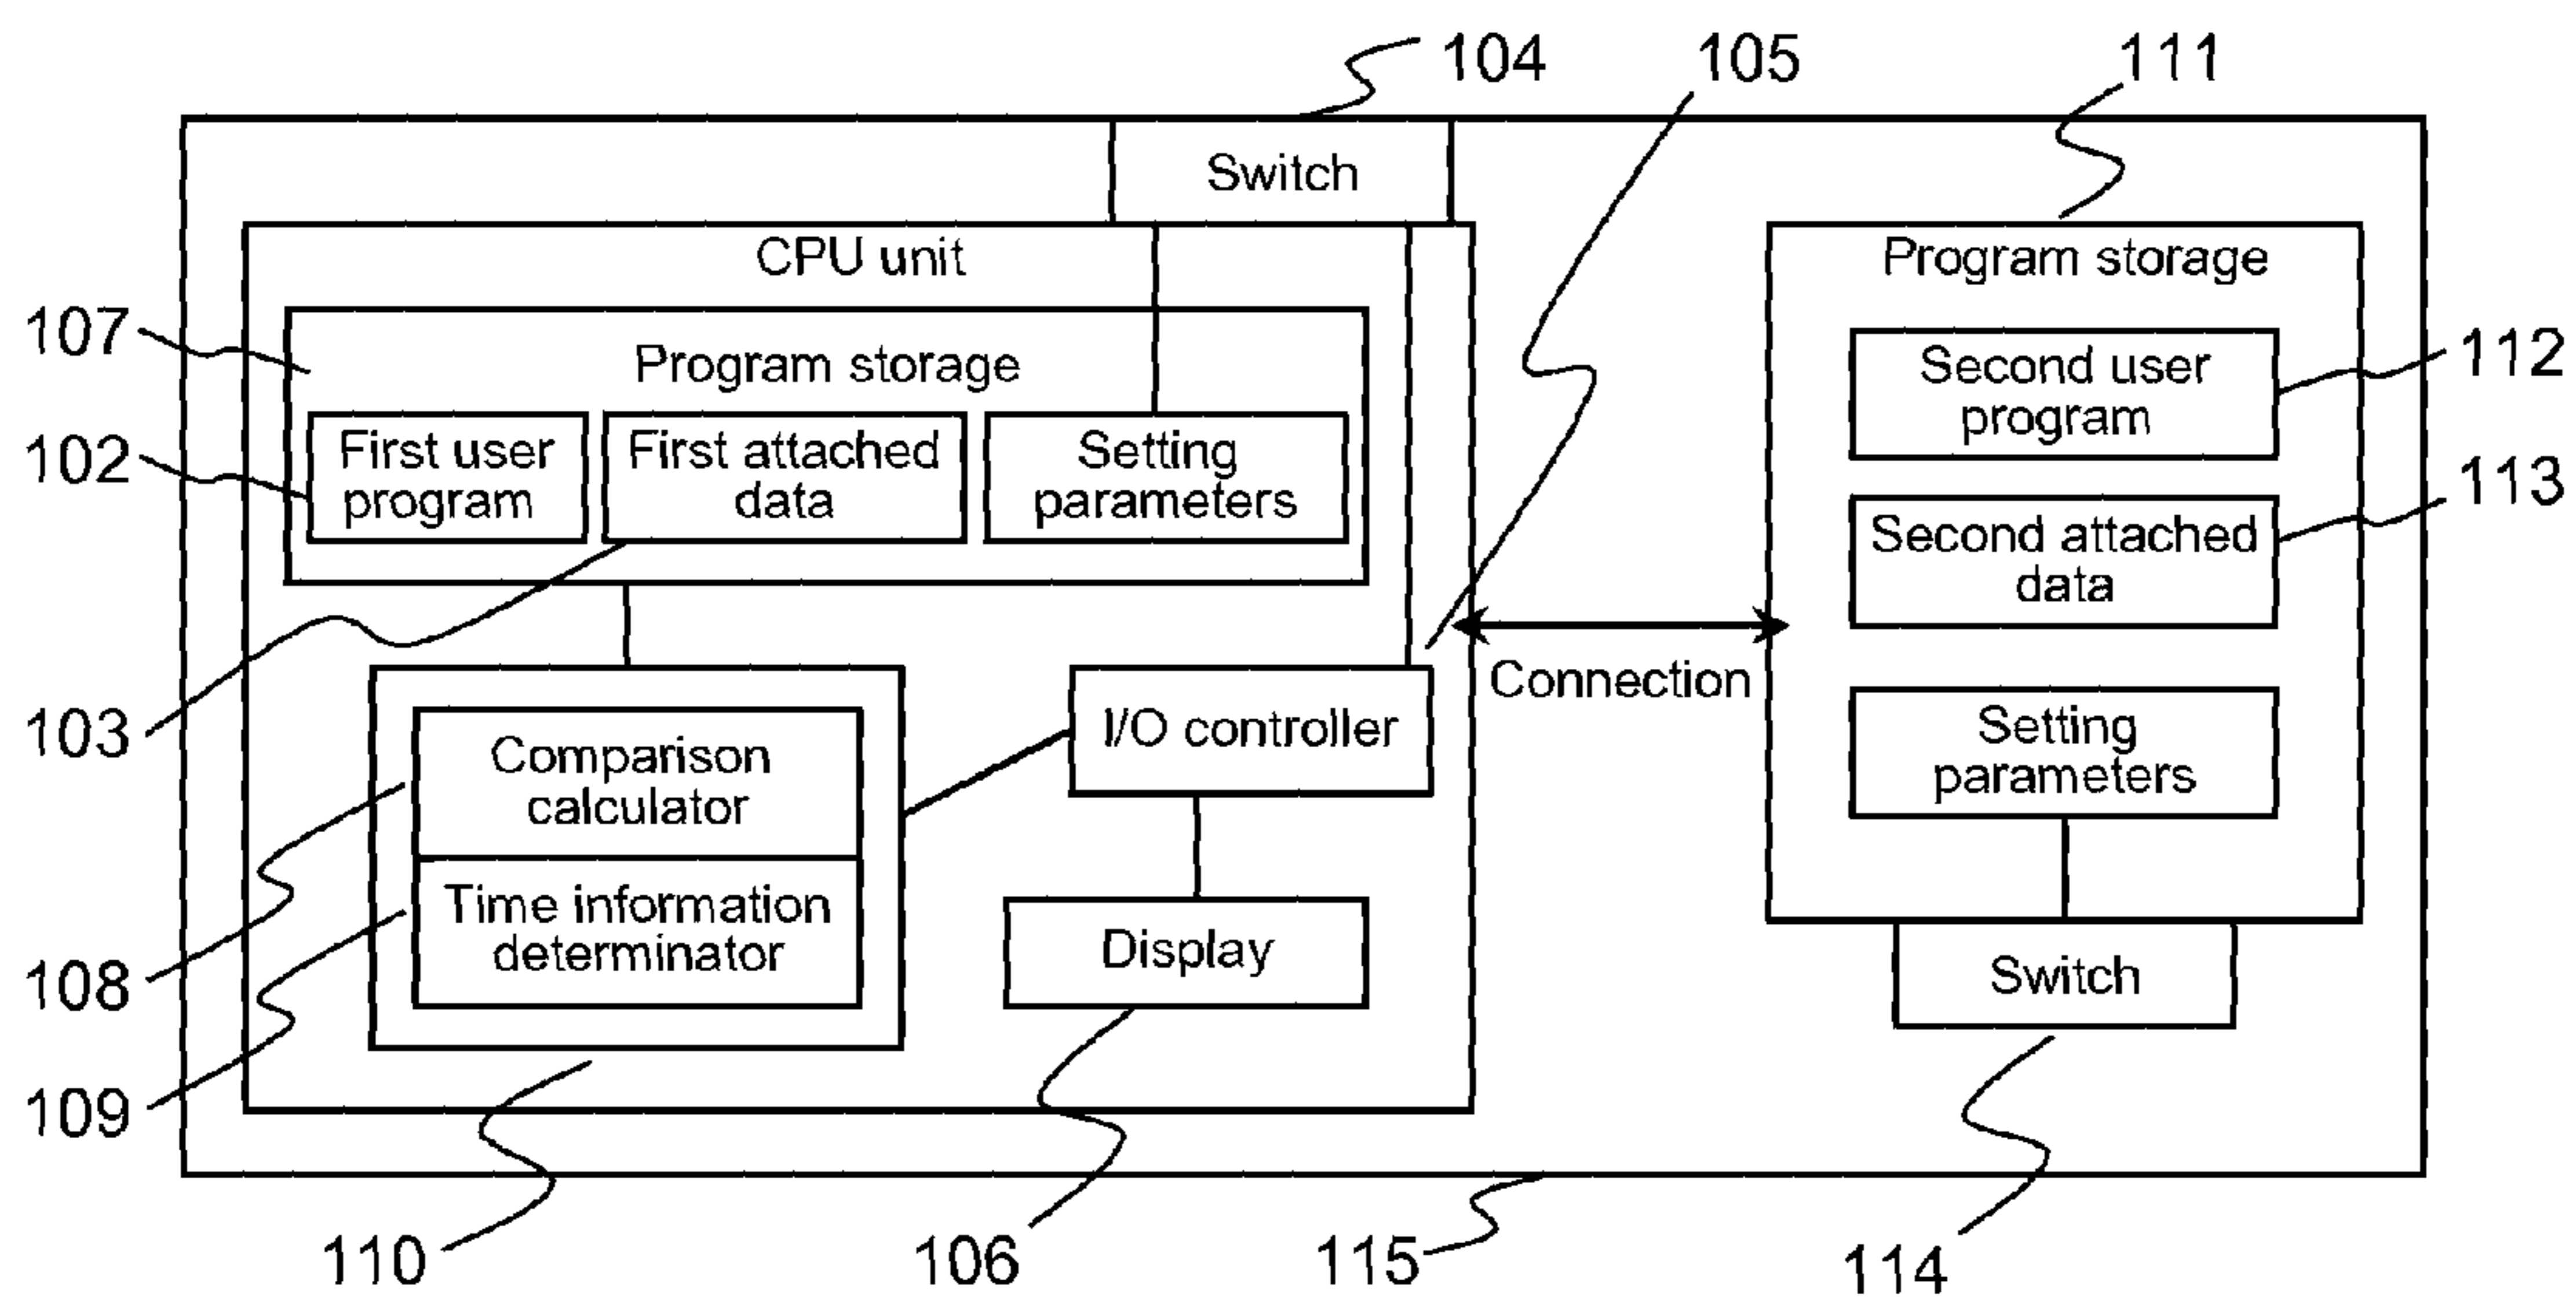 104
105
111
Switch
CPU unit
Program storage
107
Program storage
Second user
program
112
102
First user
program
First attached
data
Setting
parameters
113
Second attached
data
103
Connection
I/O controller
Setting
parameters
Comparison
calculator
Time information
determinator
Display
Switch
108
109
110
106
115
114